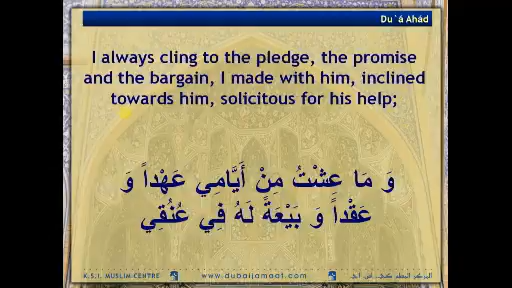 Du`á Ahád
I always cling to the pledge, the promise
and the bargain, I made with him, inclined
towards him, solicitous for his help;
وَ مَا عِشْتُ مِنْ أَيَّامِي عَهْداً وَ
عَقْداً وَ بَيْعَةً لَهُ فِي عُنُقِي
K.S.I. MUSLIM CENTRE
www.dubaijamaat.com